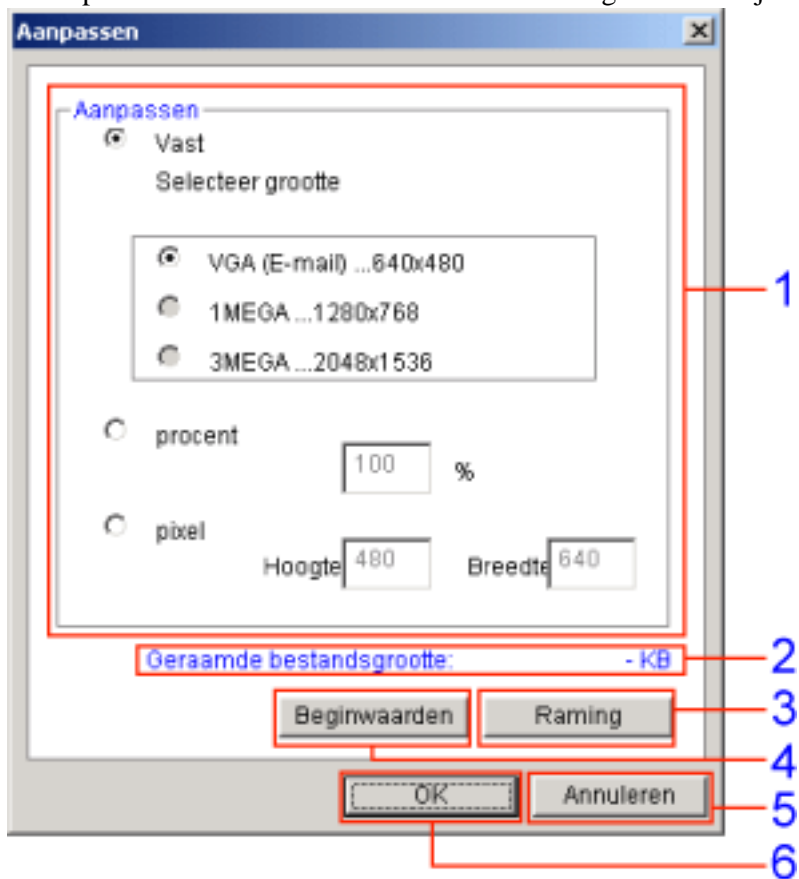 Aanpassen
Aanpassen
Vast
Selecteer grootte
VGA (E-mail) ...640x480
1MEGA ...1280x768
3MEGA ...2048x1536
1
procent
100 %
pixel
Hoogte 480 Breedte 640
Geraamde bestandsgrootte: - KB
2
Beginwaarden Raming
3
4
OK Annuleren
5
6